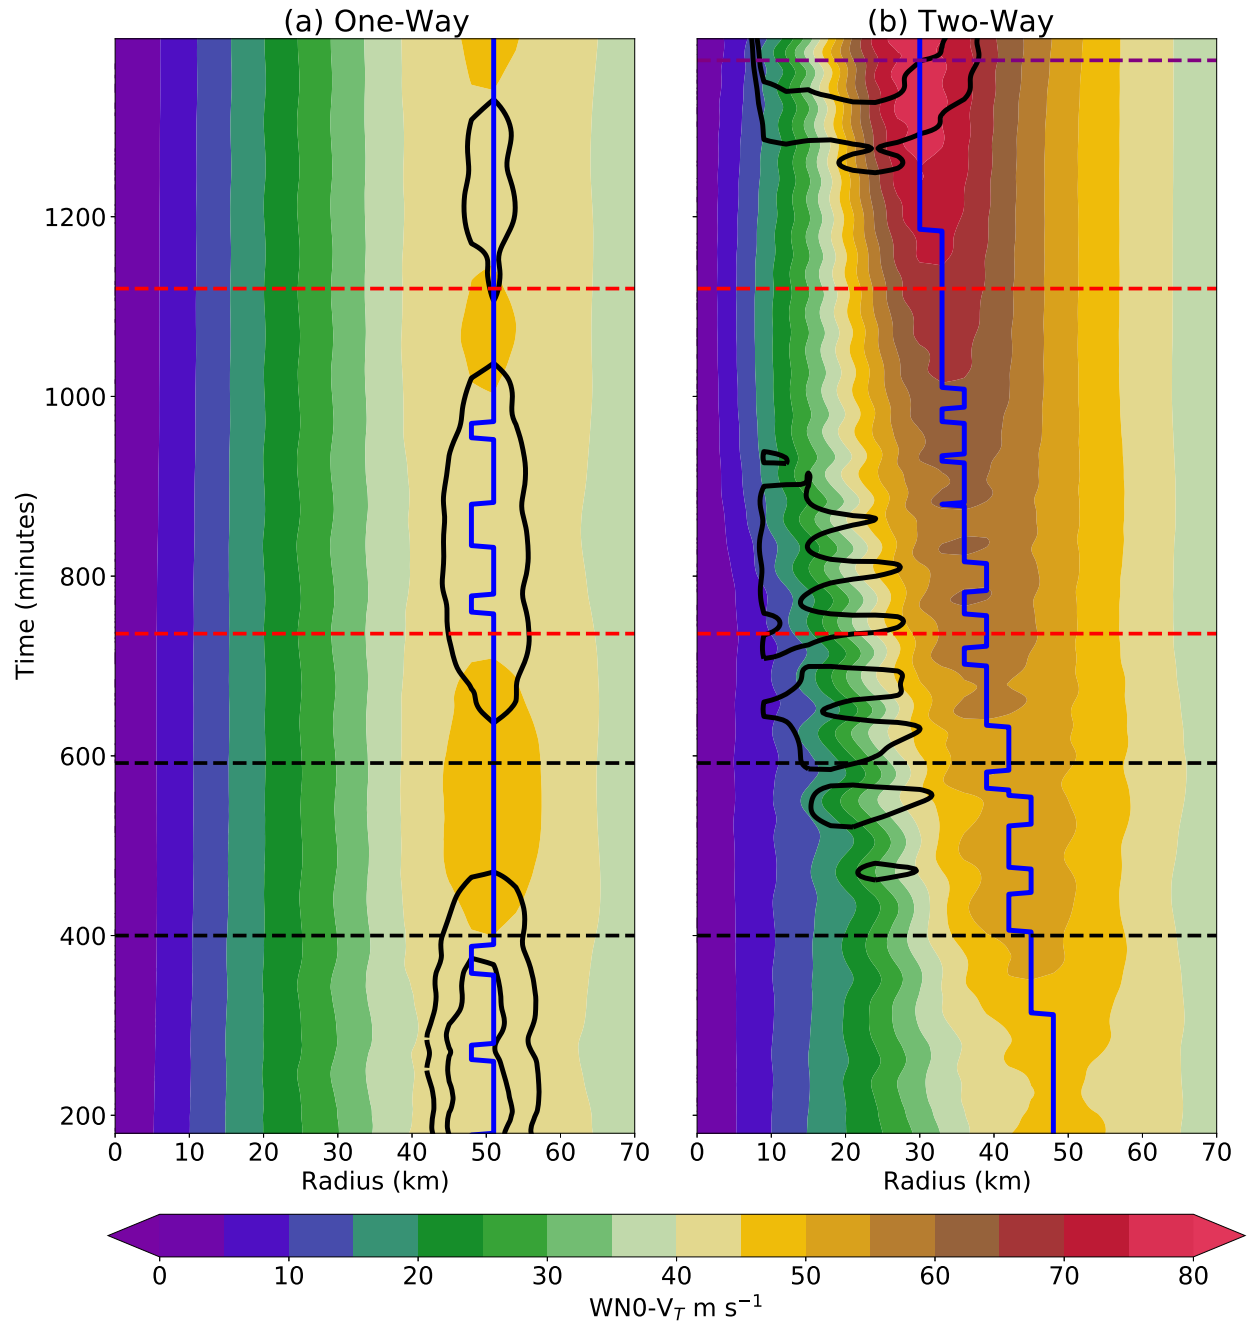 (a) One-Way
(b) Two-Way
Time (minutes)
1200
1000
800
600
400
200
0 10 20 30 40 50 60 70
0 10 20 30 40 50 60 70
Radius (km)
Radius (km)
0 10 20 30 40 50 60 70 80
WN0-V_T m s⁻¹